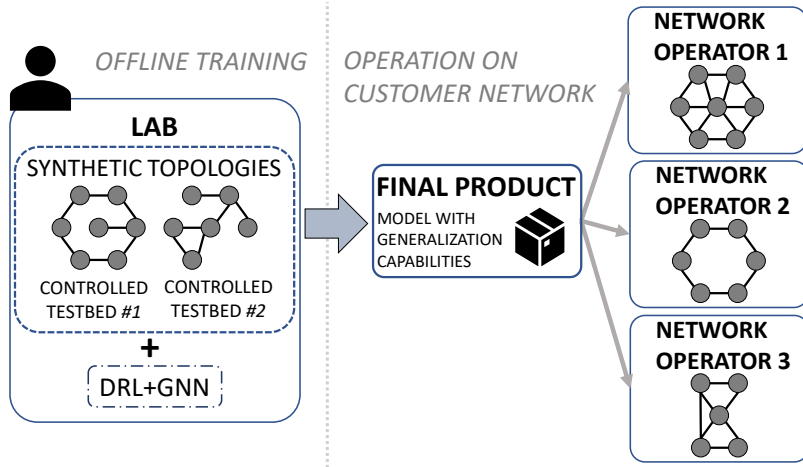 OFFLINE TRAINING
LAB
SYNTHETIC TOPOLOGIES
CONTROLLED
TESTBED #1
CONTROLLED
TESTBED #2
+
DRL+GNN
OPERATION ON
CUSTOMER NETWORK
FINAL PRODUCT
MODEL WITH
GENERALIZATION
CAPABILITIES
NETWORK
OPERATOR 1
NETWORK
OPERATOR 2
NETWORK
OPERATOR 3